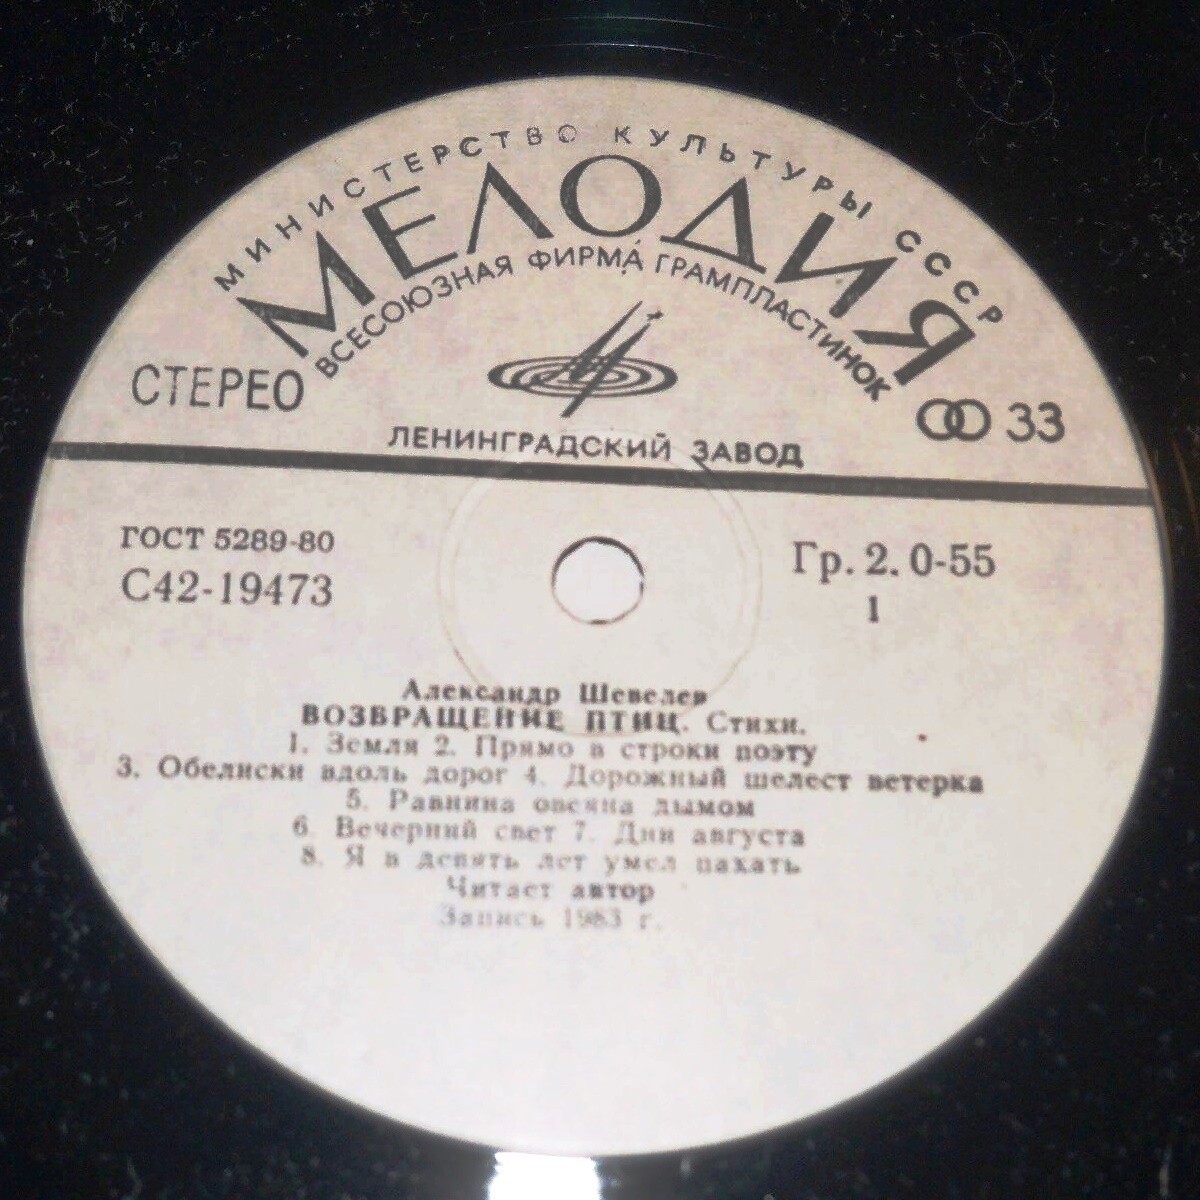 МИНИСТЕРСТВО КУЛЬТУРЫ СССР
МЕЛОДИЯ
ВСЕСОЮЗНАЯ ФИРМА ГРАМПЛАСТИНОК
СТЕРЕО
33
ЛЕНИНГРАДСКИЙ ЗАВОД
ГОСТ 5289-80
С42-19473
Гр. 2. 0-55
1
Александр Шевелев
ВОЗВРАЩЕНИЕ ПТИЦ. Стихи.
1. Земля 2. Прямо в строки поэту
3. Обелиски вдоль дорог 4. Дорожный шелест ветерка
5. Равнина овеяна дымом
6. Вечерний свет 7. Дни августа
8. Я в девять лет умел пахать
Читает автор
Запись 1983 г.